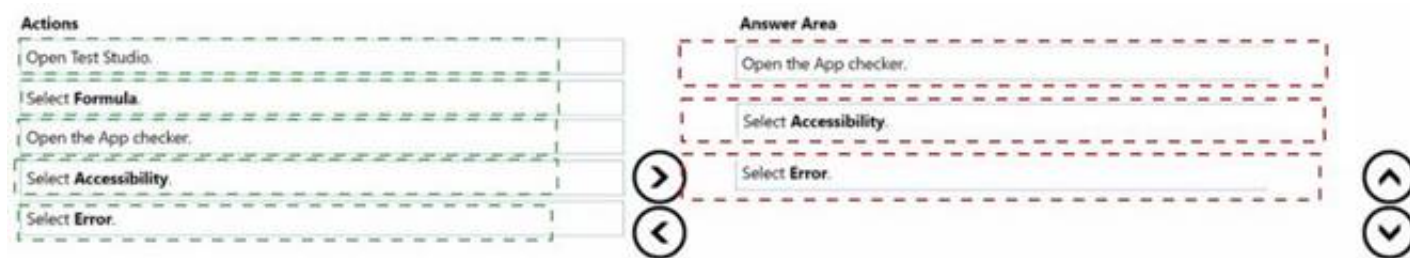 Actions
Open Test Studio.
Select Formula.
Open the App checker.
Select Accessibility.
Select Error.
Answer Area
Open the App checker.
Select Accessibility.
Select Error.